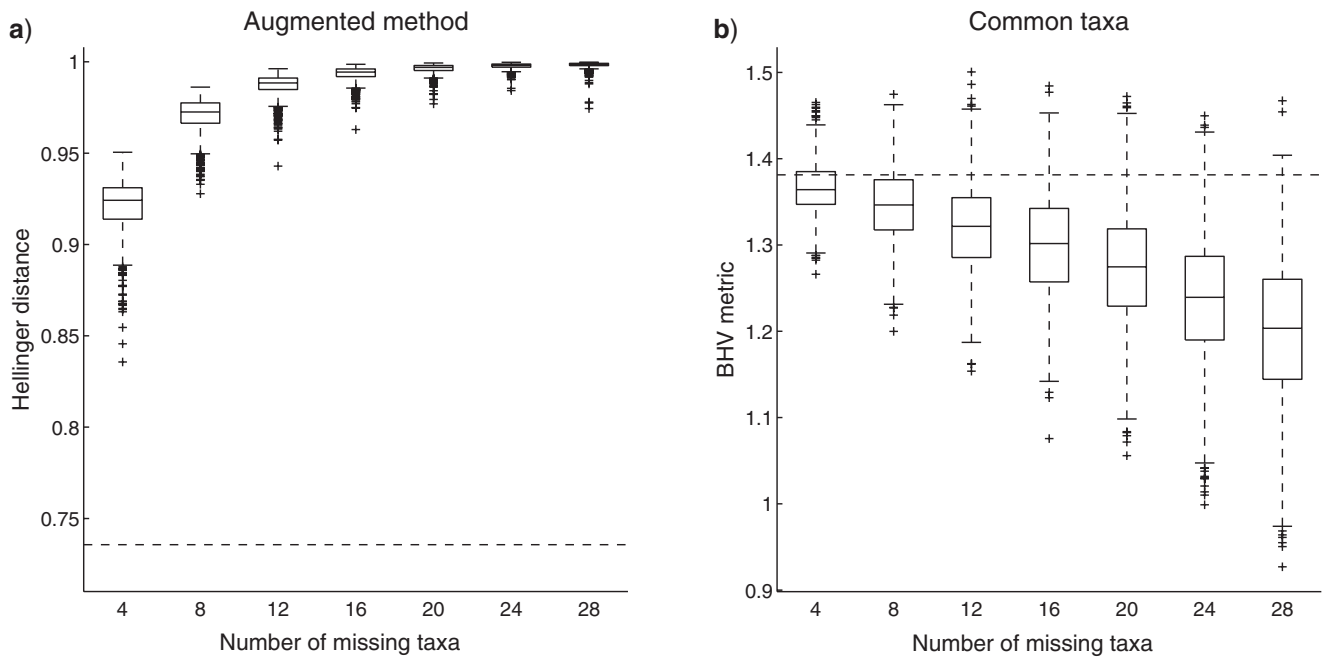 a)
Augmented method
1
0.95
0.9
0.85
0.8
0.75
Hellinger distance
4 8 12 16 20 24 28
Number of missing taxa
b)
Common taxa
1.5
1.4
1.3
1.2
1.1
1
0.9
BHV metric
4 8 12 16 20 24 28
Number of missing taxa